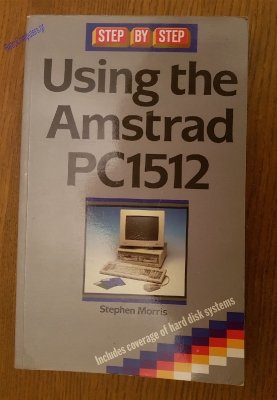 STEP BY STEP
Using the
Amstrad
PC1512
Stephen Morris
Includes coverage of hard disk systems